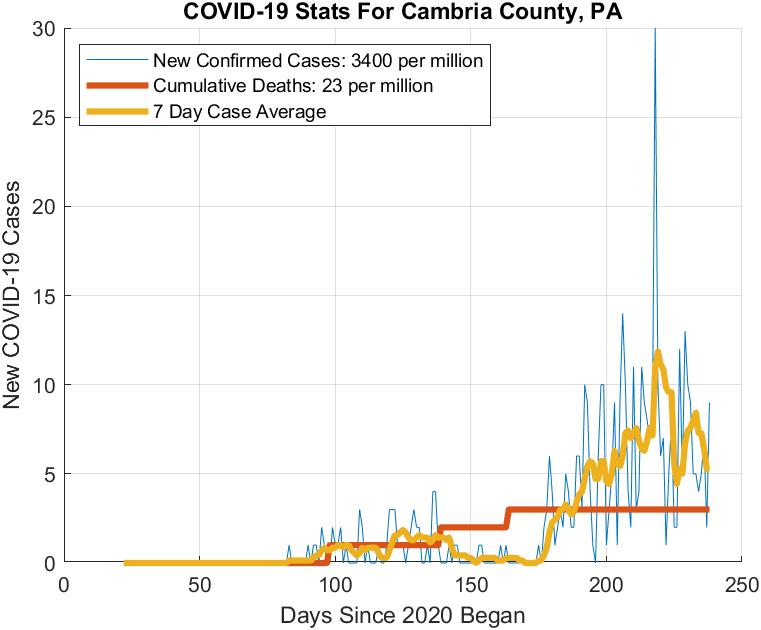 COVID-19 Stats For Cambria County, PA
30
New Confirmed Cases: 3400 per million
Cumulative Deaths: 23 per million
7 Day Case Average
25
20
15
10
5
0
New COVID-19 Cases
0 50 100 150 200 250
Days Since 2020 Began